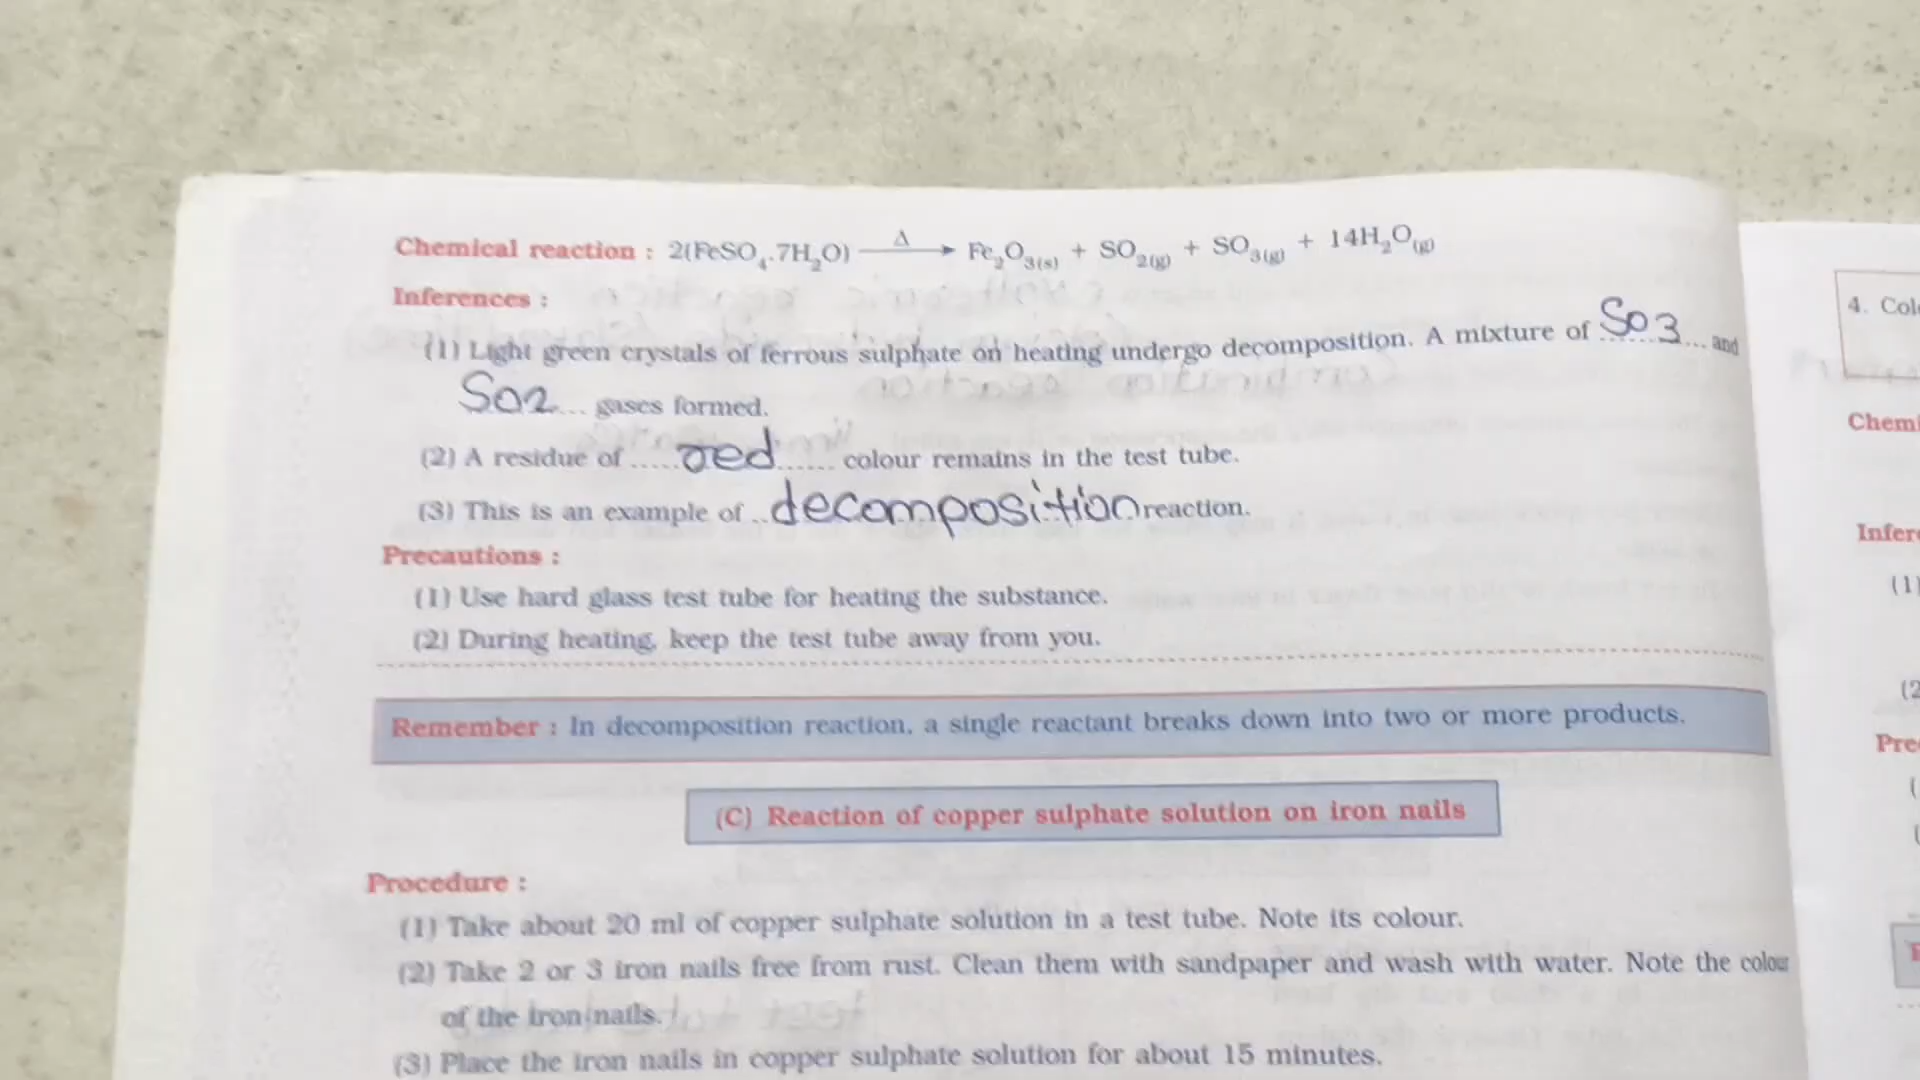 Chemical reaction : 2(FeSO₄.7H₂O) —Δ→ Fe₂O₃(s) + SO₂(g) + SO₃(g) + 14H₂O(g)
Inferences :
(1) Light green crystals of ferrous sulphate on heating undergo decomposition. A mixture of SO3 and
SO2 gases formed.
(2) A residue of red colour remains in the test tube.
(3) This is an example of decomposition reaction.
Precautions :
(1) Use hard glass test tube for heating the substance.
(2) During heating, keep the test tube away from you.
Remember : In decomposition reaction, a single reactant breaks down into two or more products.
(C) Reaction of copper sulphate solution on iron nails
Procedure :
(1) Take about 20 ml of copper sulphate solution in a test tube. Note its colour.
(2) Take 2 or 3 iron nails free from rust. Clean them with sandpaper and wash with water. Note the colour
of the iron nails.
(3) Place the iron nails in copper sulphate solution for about 15 minutes.
4. Col
Chemi
Infer
(1)
(2
Pre